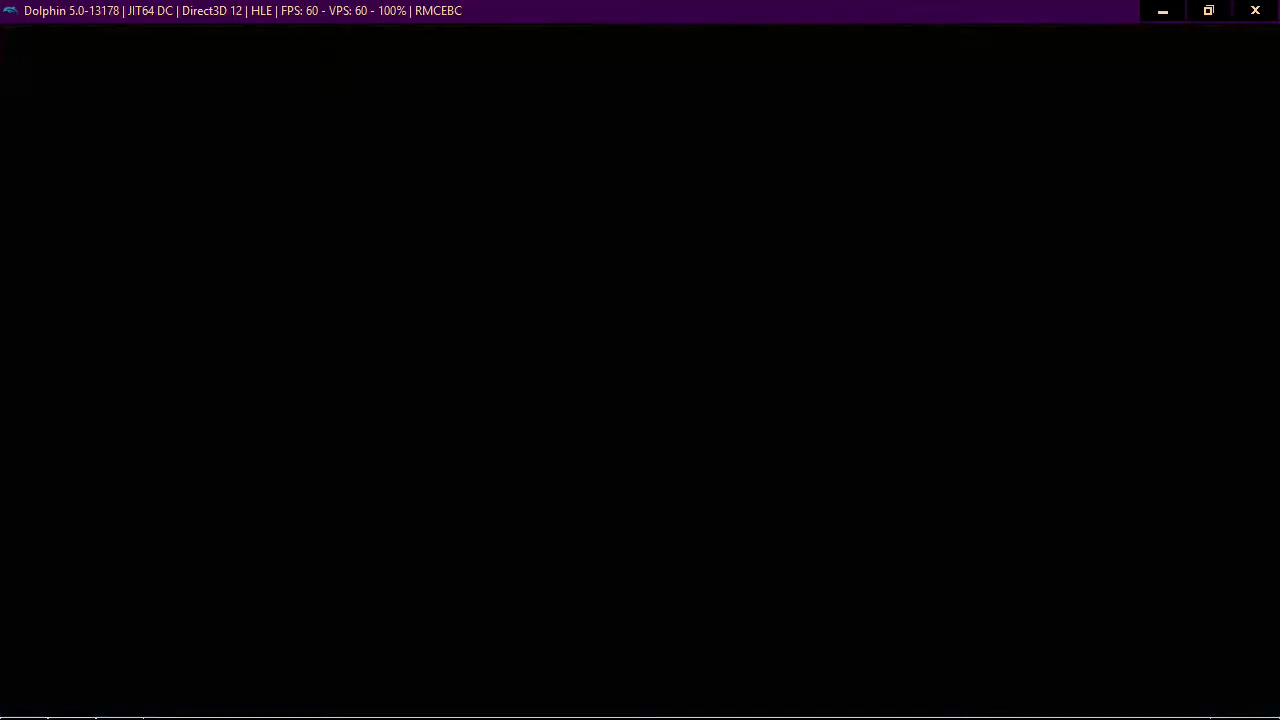 Dolphin 5.0-13178 | JIT64 DC | Direct3D 12 | HLE | FPS: 60 - VPS: 60 - 100% | RMCEBC